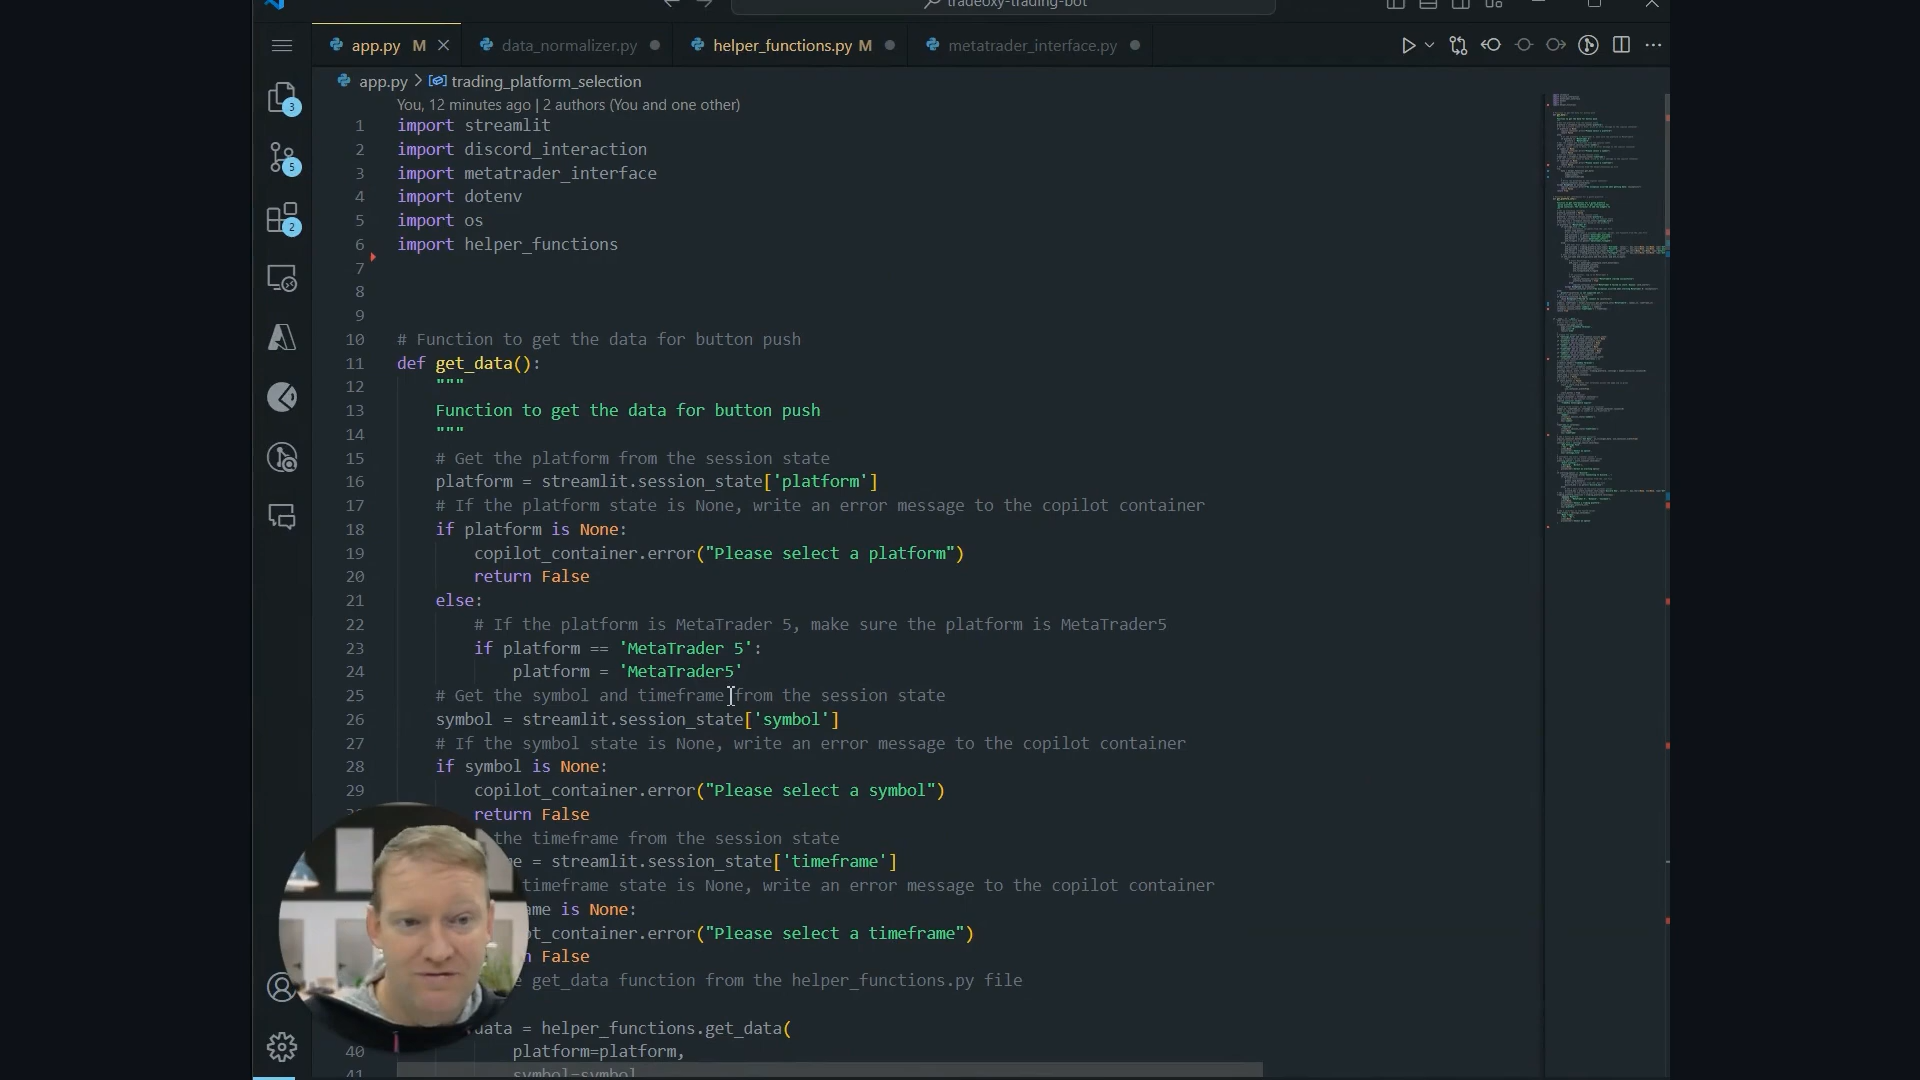 tradeoxy-trading-bot
app.py M
data_normalizer.py
helper_functions.py M
metatrader_interface.py
app.py > trading_platform_selection
You, 12 minutes ago | 2 authors (You and one other)
1 import streamlit
2 import discord_interaction
3 import metatrader_interface
4 import dotenv
5 import os
6 import helper_functions
7
8
9
10 # Function to get the data for button push
11 def get_data():
12 """
13 Function to get the data for button push
14 """
15 # Get the platform from the session state
16 platform = streamlit.session_state['platform']
17 # If the platform state is None, write an error message to the copilot container
18 if platform is None:
19 copilot_container.error("Please select a platform")
20 return False
21 else:
22 # If the platform is MetaTrader 5, make sure the platform is MetaTrader5
23 if platform == 'MetaTrader 5':
24 platform = 'MetaTrader5'
25 # Get the symbol and timeframe from the session state
26 symbol = streamlit.session_state['symbol']
27 # If the symbol state is None, write an error message to the copilot container
28 if symbol is None:
29 copilot_container.error("Please select a symbol")
return False
the timeframe from the session state
= streamlit.session_state['timeframe']
timeframe state is None, write an error message to the copilot container
is None:
container.error("Please select a timeframe")
False
get_data function from the helper_functions.py file
data = helper_functions.get_data(
40 platform=platform,
41 symbol=symbol
3
5
2